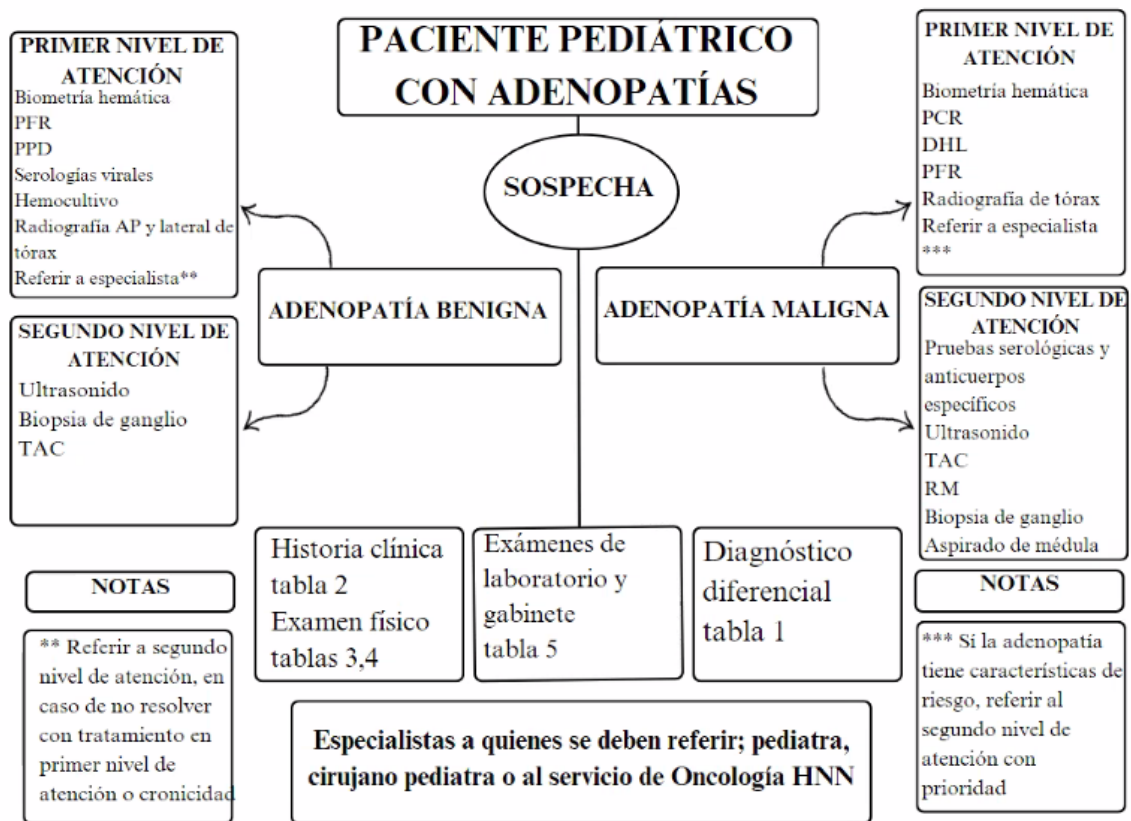 PACIENTE PEDIÁTRICO
CON ADENOPATÍAS
SOSPECHA
PRIMER NIVEL DE
ATENCIÓN
Biometría hemática
PFR
PPD
Serologías virales
Hemocultivo
Radiografía AP y lateral de
tórax
Referir a especialista**
ADENOPATÍA BENIGNA
SEGUNDO NIVEL DE
ATENCIÓN
Ultrasonido
Biopsia de ganglio
TAC
PRIMER NIVEL DE
ATENCIÓN
Biometría hemática
PCR
DHL
PFR
Radiografía de tórax
Referir a especialista
***
ADENOPATÍA MALIGNA
SEGUNDO NIVEL DE
ATENCIÓN
Pruebas serológicas y
anticuerpos
específicos
Ultrasonido
TAC
RM
Biopsia de ganglio
Aspirado de médula
Historia clínica
tabla 2
Examen físico
tablas 3,4
Exámenes de
laboratorio y
gabinete
tabla 5
Diagnóstico
diferencial
tabla 1
NOTAS
** Referir a segundo
nivel de atención, en
caso de no resolver
con tratamiento en
primer nivel de
atención o cronicidad
Especialistas a quienes se deben referir; pediatra,
cirujano pediatra o al servicio de Oncología HNN
NOTAS
*** Sí la adenopatía
tiene características de
riesgo, referir al
segundo nivel de
atención con
prioridad